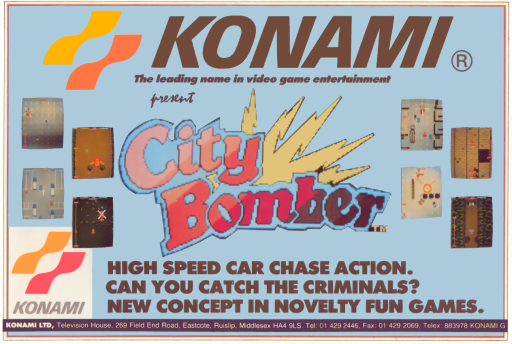 KONAMI®
The leading name in video game entertainment
present
City
Bomber
KONAMI
HIGH SPEED CAR CHASE ACTION.
CAN YOU CATCH THE CRIMINALS?
NEW CONCEPT IN NOVELTY FUN GAMES.
KONAMI LTD, Television House, 269 Field End Road, Eastcote, Ruislip, Middlesex HA4 9LS. Tel: 01 429 2446, Fax: 01 429 2069, Telex 883978 KONAMI G